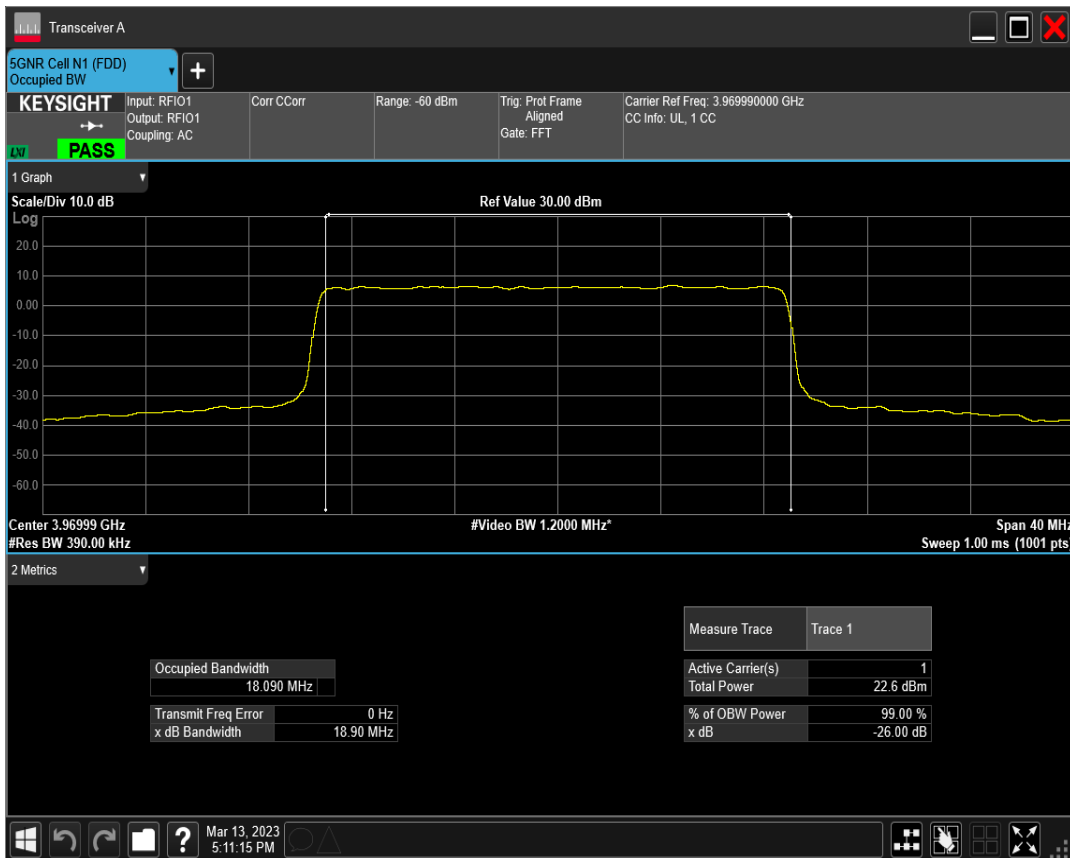 Transceiver A
5GNR Cell N1 (FDD)
Occupied BW
+
KEYSIGHT
LXI
PASS
Input: RFIO1
Output: RFIO1
Coupling: AC
Corr CCorr
Range: -60 dBm
Trig: Prot Frame
Aligned
Gate: FFT
Carrier Ref Freq: 3.969990000 GHz
CC Info: UL, 1 CC
1 Graph
Scale/Div 10.0 dB
Ref Value 30.00 dBm
Log
20.0
10.0
0.00
-10.0
-20.0
-30.0
-40.0
-50.0
-60.0
Center 3.96999 GHz
#Video BW 1.2000 MHz*
Span 40 MHz
#Res BW 390.00 kHz
Sweep 1.00 ms (1001 pts)
2 Metrics
Measure Trace Trace 1
Occupied Bandwidth
18.090 MHz
Active Carrier(s) 1
Total Power 22.6 dBm
Transmit Freq Error 0 Hz
x dB Bandwidth 18.90 MHz
% of OBW Power 99.00 %
x dB -26.00 dB
?
Mar 13, 2023
5:11:15 PM